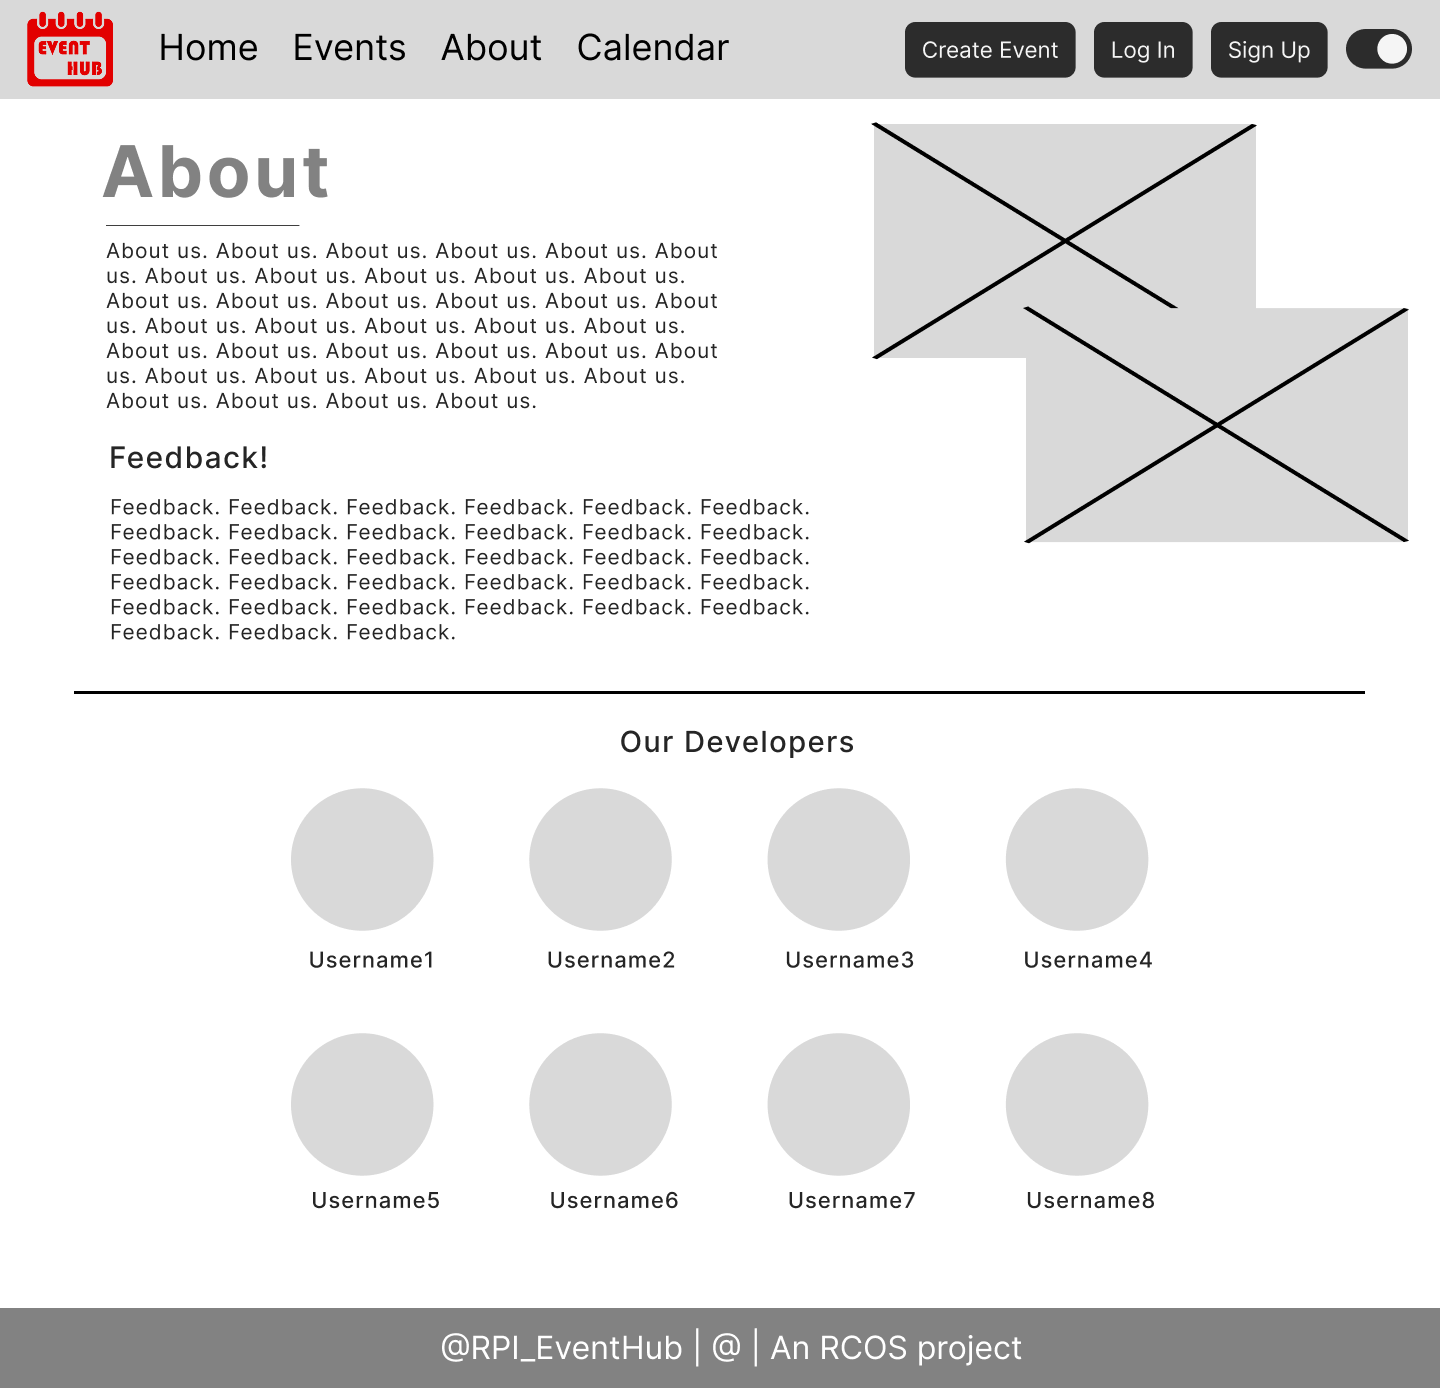 EVENT
HUB
Home Events About Calendar Create Event Log In Sign Up
About
About us. About us. About us. About us. About us. About
us. About us. About us. About us. About us. About us.
About us. About us. About us. About us. About us. About
us. About us. About us. About us. About us. About us.
About us. About us. About us. About us. About us. About
us. About us. About us. About us. About us. About us.
About us. About us. About us. About us.
Feedback!
Feedback. Feedback. Feedback. Feedback. Feedback. Feedback.
Feedback. Feedback. Feedback. Feedback. Feedback. Feedback.
Feedback. Feedback. Feedback. Feedback. Feedback. Feedback.
Feedback. Feedback. Feedback. Feedback. Feedback. Feedback.
Feedback. Feedback. Feedback. Feedback. Feedback. Feedback.
Feedback. Feedback. Feedback.
Our Developers
Username1 Username2 Username3 Username4
Username5 Username6 Username7 Username8
@RPI_EventHub | @ | An RCOS project